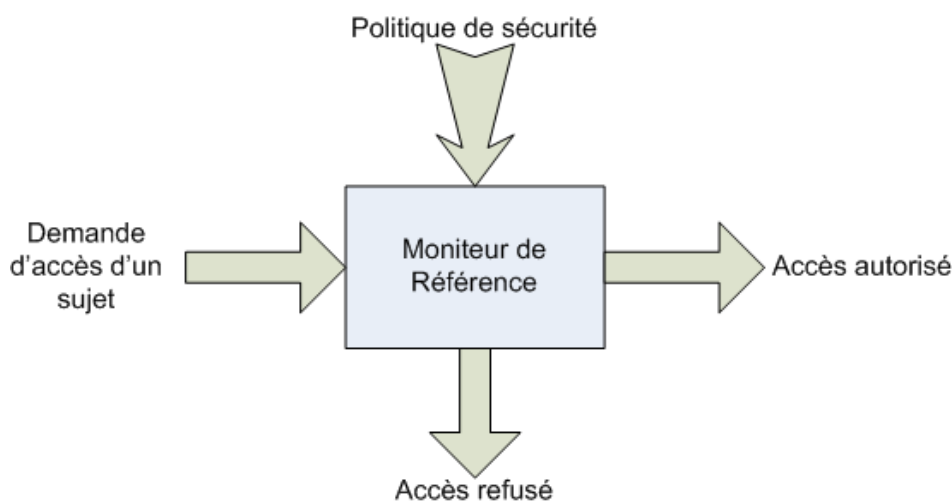 Politique de sécurité
Demande
d'accès d'un
sujet
Moniteur de
Référence
Accès autorisé
Accès refusé